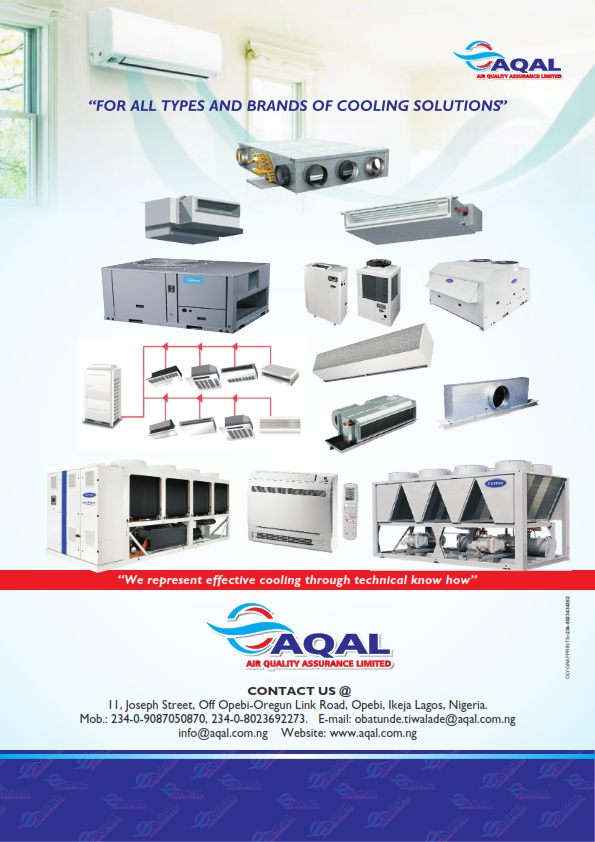 AQAL
AIR QUALITY ASSURANCE LIMITED
“FOR ALL TYPES AND BRANDS OF COOLING SOLUTIONS”
Carrier
“We represent effective cooling through technical know how”
AQAL
AIR QUALITY ASSURANCE LIMITED
CONTACT US @
11, Joseph Street, Off Opebi-Oregun Link Road, Opebi, Ikeja Lagos, Nigeria.
Mob.: 234-0-9087050870, 234-0-8023692273. E-mail: obatunde.tiwalade@aqal.com.ng
info@aqal.com.ng Website: www.aqal.com.ng